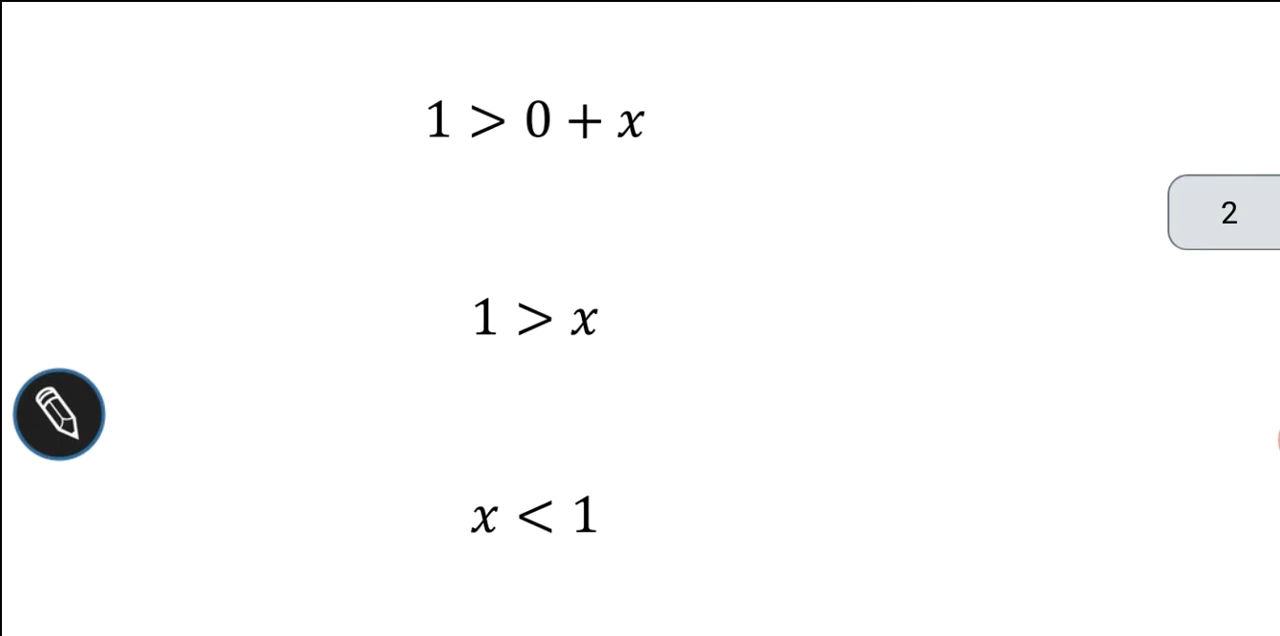 1 > 0 + x
2
1 > x
x < 1